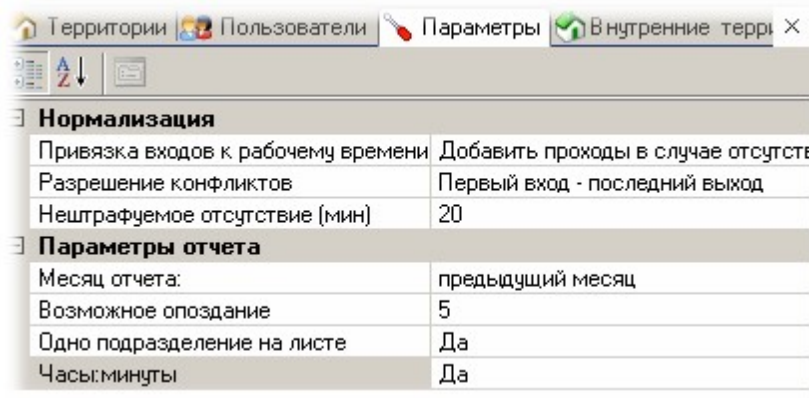 Территории Пользователи Параметры Внутренние
Нормализация
Привязка входов к рабочему времени Добавить проходы в случае
Разрешение конфликтов Первый вход - последний выход
Нештрафуемое отсутствие (мин) 20
Параметры отчета
Месяц отчета: предыдущий месяц
Возможное опоздание 5
Одно подразделение на листе Да
Часы:минуты Да